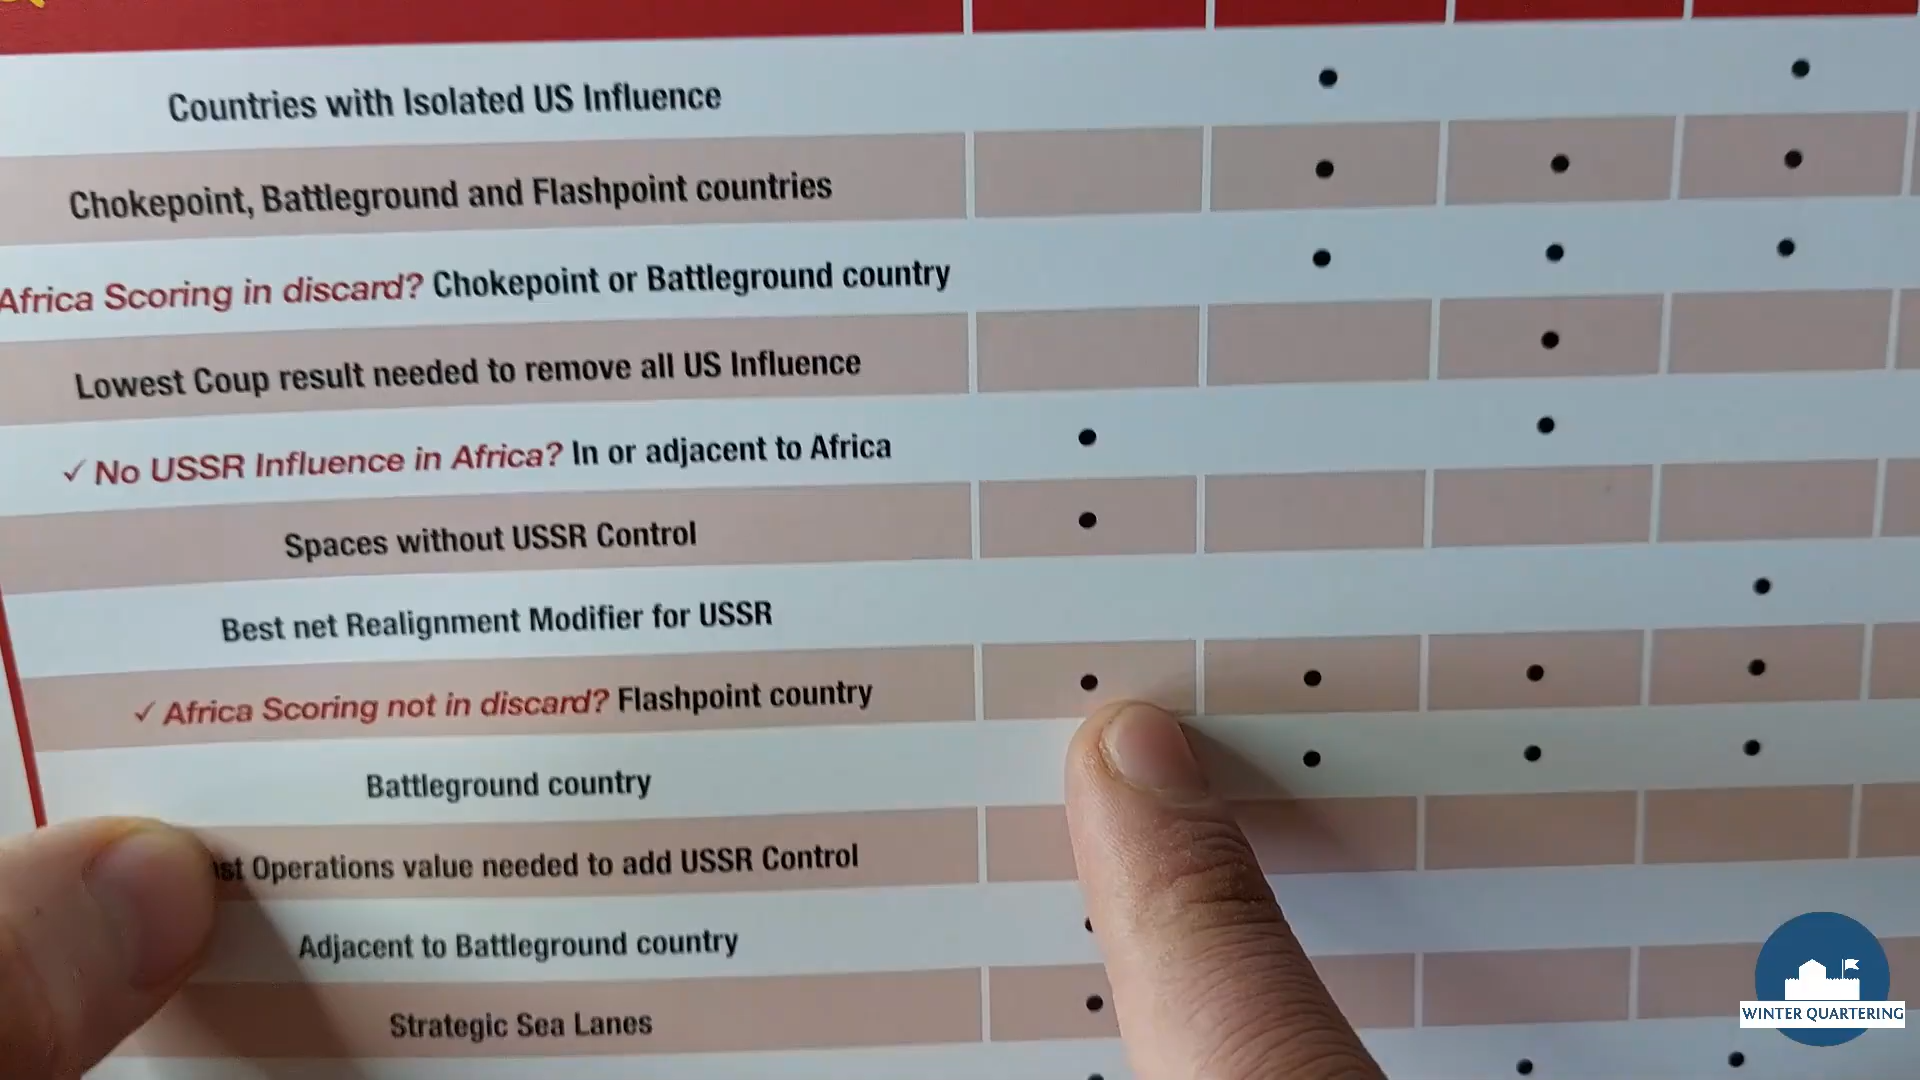 Countries with Isolated US Influence
Chokepoint, Battleground and Flashpoint countries
Africa Scoring in discard? Chokepoint or Battleground country
Lowest Coup result needed to remove all US Influence
✓ No USSR Influence in Africa? In or adjacent to Africa
Spaces without USSR Control
Best net Realignment Modifier for USSR
✓ Africa Scoring not in discard? Flashpoint country
Battleground country
Operations value needed to add USSR Control
Adjacent to Battleground country
Strategic Sea Lanes
WINTER QUARTERING